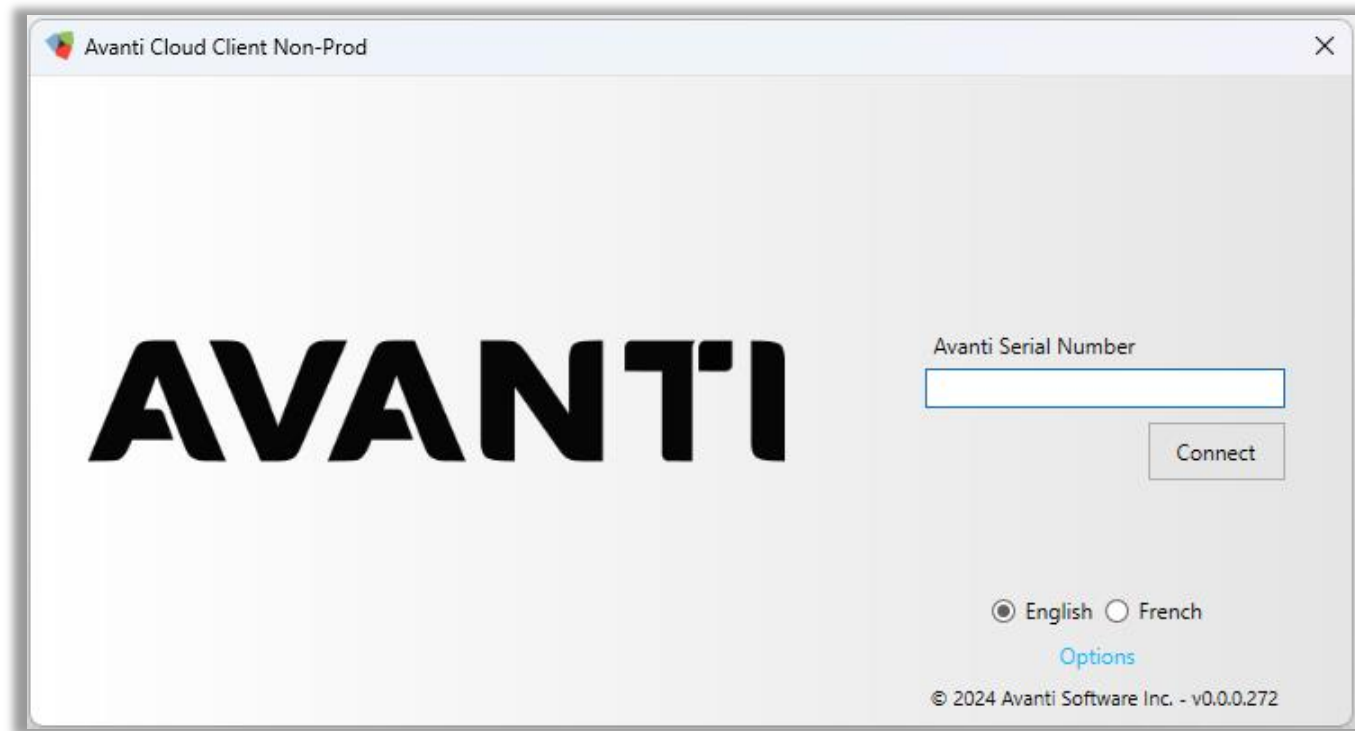 Avanti Cloud Client Non-Prod
AVANTI
Avanti Serial Number
Connect
English French
Options
© 2024 Avanti Software Inc. - v0.0.0.272